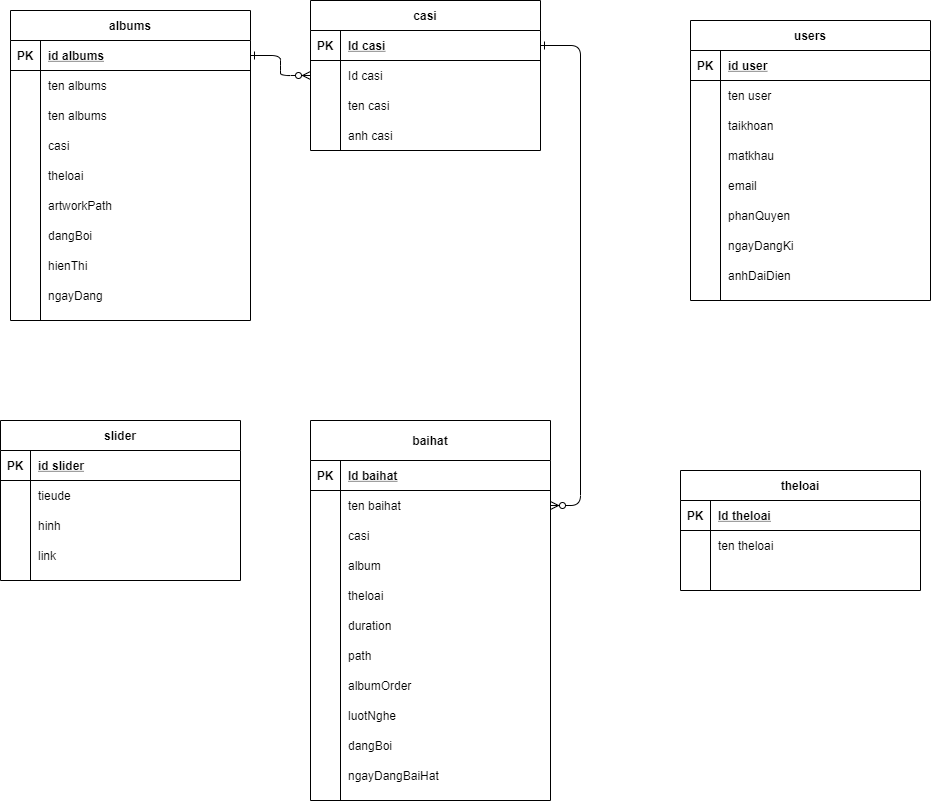 albums
PK id albums
ten albums
ten albums
casi
theloai
artworkPath
dangBoi
hienThi
ngayDang
casi
PK Id casi
Id casi
ten casi
anh casi
users
PK id user
ten user
taikhoan
matkhau
email
phanQuyen
ngayDangKi
anhDaiDien
slider
PK id slider
tieude
hinh
link
baihat
PK Id baihat
ten baihat
casi
album
theloai
duration
path
albumOrder
luotNghe
dangBoi
ngayDangBaiHat
theloai
PK Id theloai
ten theloai